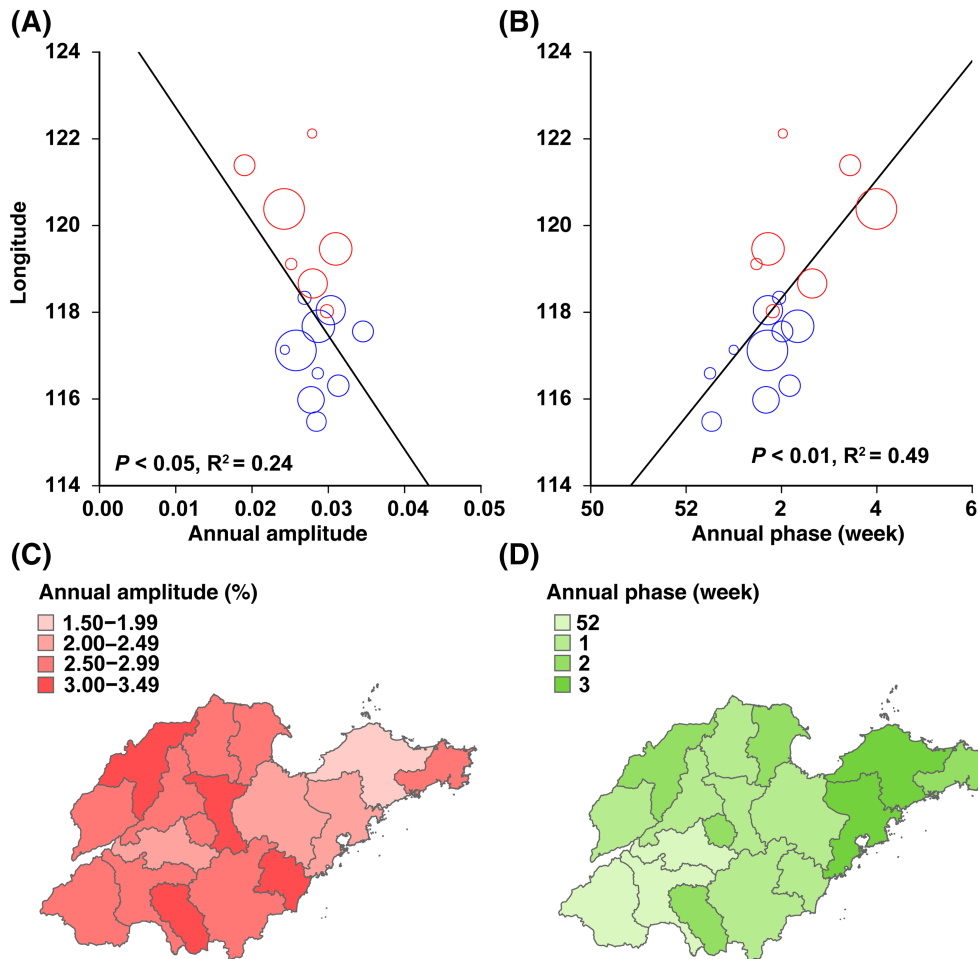 (A)
Longitude
124
122
120
118
116
114
P < 0.05, R² = 0.24
0.00 0.01 0.02 0.03 0.04 0.05
Annual amplitude
(B)
124
122
120
118
116
114
P < 0.01, R² = 0.49
50 52 2 4 6
Annual phase (week)
(C)
Annual amplitude (%)
1.50−1.99
2.00−2.49
2.50−2.99
3.00−3.49
(D)
Annual phase (week)
52
1
2
3